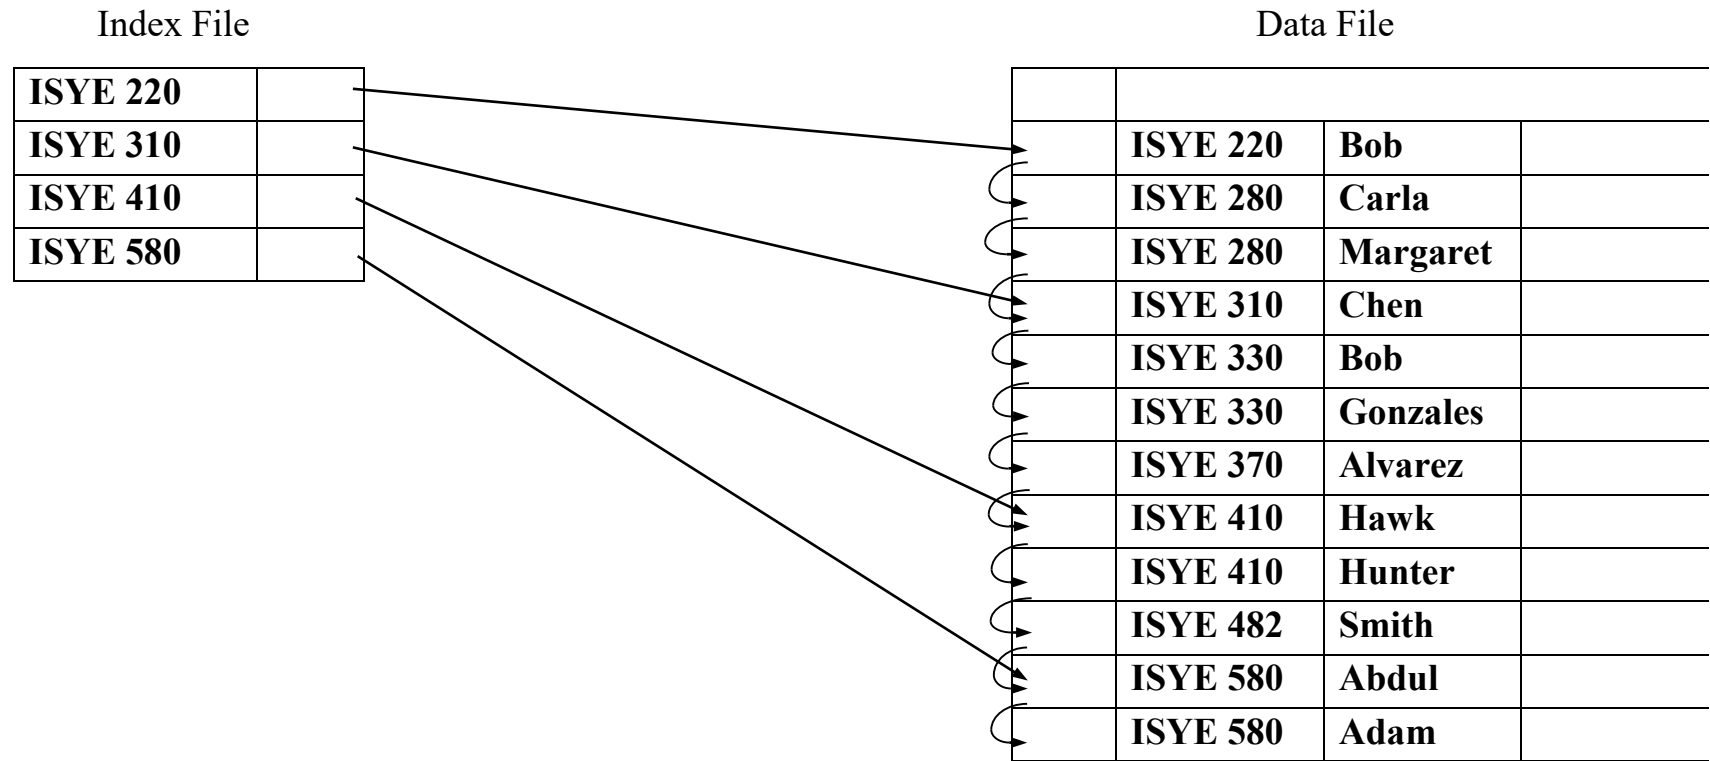 Index File
Data File
ISYE 220
ISYE 310
ISYE 410
ISYE 580
ISYE 220 Bob
ISYE 280 Carla
ISYE 280 Margaret
ISYE 310 Chen
ISYE 330 Bob
ISYE 330 Gonzales
ISYE 370 Alvarez
ISYE 410 Hawk
ISYE 410 Hunter
ISYE 482 Smith
ISYE 580 Abdul
ISYE 580 Adam